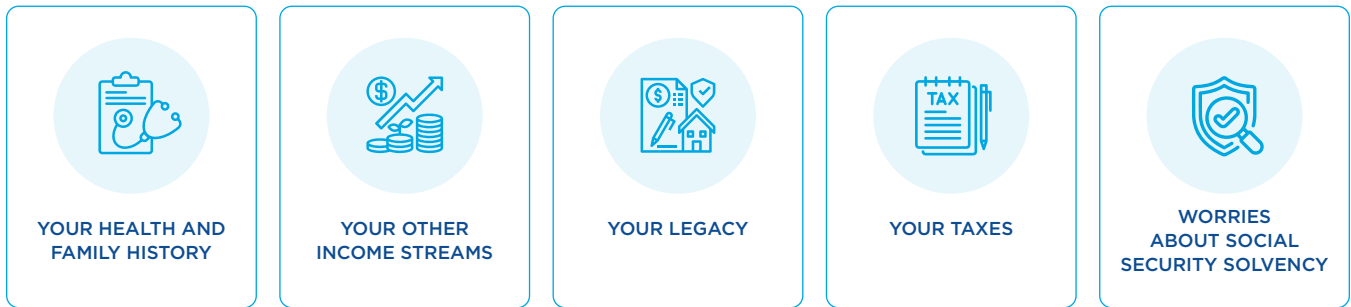 $
$
TAX
YOUR HEALTH AND
FAMILY HISTORY
YOUR OTHER
INCOME STREAMS
YOUR LEGACY
YOUR TAXES
WORRIES
ABOUT SOCIAL
SECURITY SOLVENCY